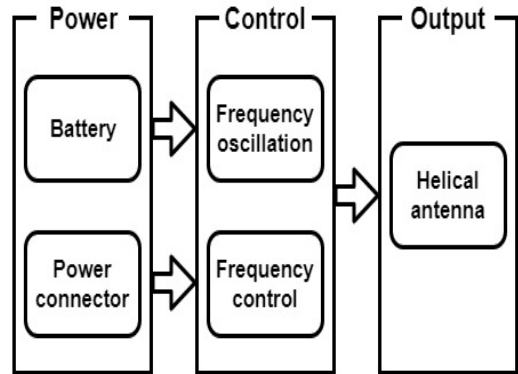 Power
Control
Output
Battery
Frequency
oscillation
Helical
antenna
Power
connector
Frequency
control